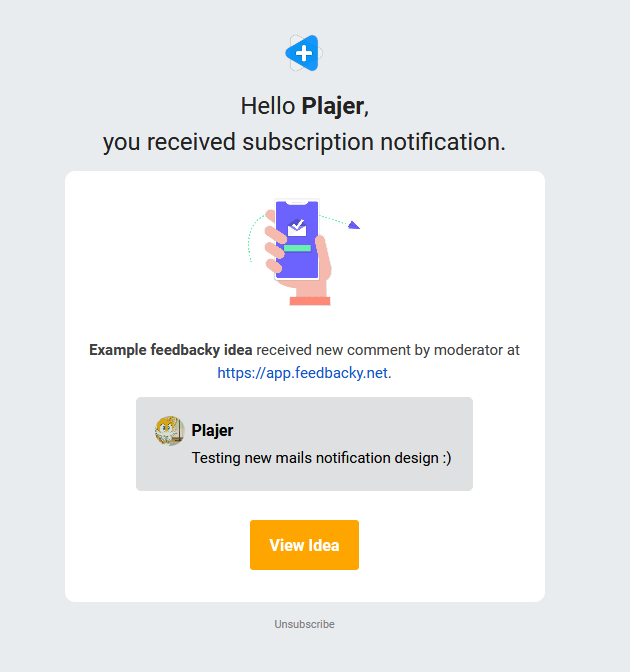 Hello Plajer,
you received subscription notification.
Example feedbacky idea received new comment by moderator at
https://app.feedbacky.net.
Plajer
Testing new mails notification design :)
View Idea
Unsubscribe